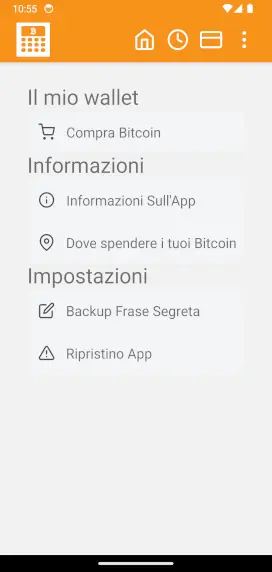 10:55
Il mio wallet
Compra Bitcoin
Informazioni
Informazioni Sull'App
Dove spendere i tuoi Bitcoin
Impostazioni
Backup Frase Segreta
Ripristino App